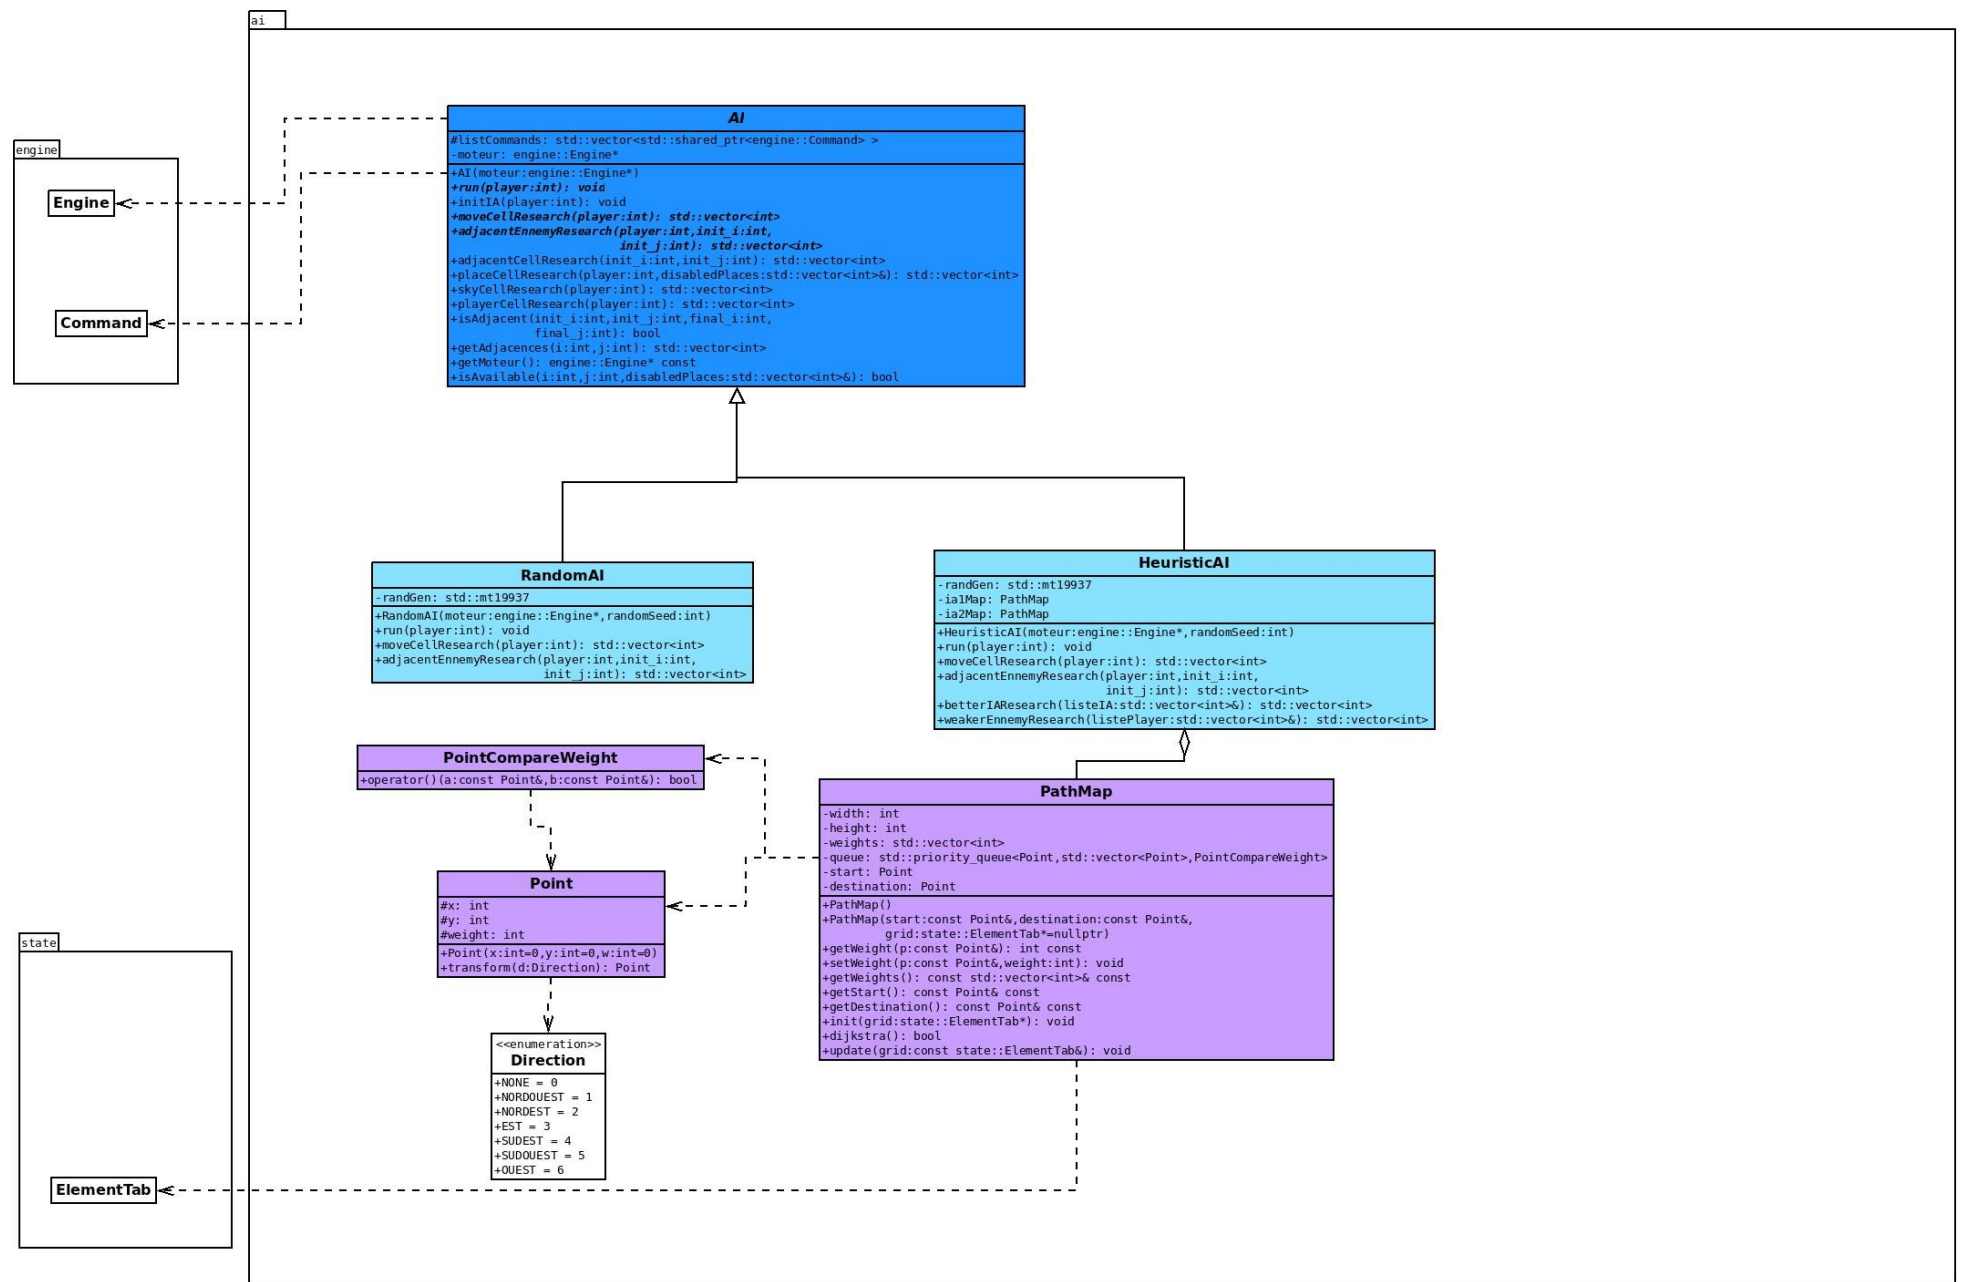 ai
engine
Engine
Command
AI
#listCommands: std::vector<std::shared_ptr<engine::Command> >
-moteur: engine::Engine*
+AI(moteur:engine::Engine*)
+run(player:int): void
+initIA(player:int): void
+moveCellResearch(player:int): std::vector<int>
+adjacentEnnemyResearch(player:int,init_i:int,
init_j:int): std::vector<int>
+adjacentCellResearch(init_i:int,init_j:int): std::vector<int>
+placeCellResearch(player:int,disabledPlaces:std::vector<int>&): std::vector<int>
+skyCellResearch(player:int): std::vector<int>
+playerCellResearch(player:int): std::vector<int>
+isAdjacent(init_i:int,init_j:int,final_i:int,
final_j:int): bool
+getAdjacences(i:int,j:int): std::vector<int>
+getMoteur(): engine::Engine* const
+isAvailable(i:int,j:int,disabledPlaces:std::vector<int>&): bool
RandomAI
-randGen: std::mt19937
+RandomAI(moteur:engine::Engine*,randomSeed:int)
+run(player:int): void
+moveCellResearch(player:int): std::vector<int>
+adjacentEnnemyResearch(player:int,init_i:int,
init_j:int): std::vector<int>
HeuristicAI
-randGen: std::mt19937
-ia1Map: PathMap
-ia2Map: PathMap
+HeuristicAI(moteur:engine::Engine*,randomSeed:int)
+run(player:int): void
+moveCellResearch(player:int): std::vector<int>
+adjacentEnnemyResearch(player:int,init_i:int,
init_j:int): std::vector<int>
+betterIAResearch(listeIA:std::vector<int>&): std::vector<int>
+weakerEnnemyResearch(listePlayer:std::vector<int>&): std::vector<int>
PointCompareWeight
+operator()(a:const Point&,b:const Point&): bool
PathMap
-width: int
-height: int
-weights: std::vector<int>
-queue: std::priority_queue<Point,std::vector<Point>,PointCompareWeight>
-start: Point
-destination: Point
+PathMap()
+PathMap(start:const Point&,destination:const Point&,
grid:state::ElementTab*=nullptr)
+getWeight(p:const Point&): int const
+setWeight(p:const Point&,weight:int): void
+getWeights(): const std::vector<int>& const
+getStart(): const Point& const
+getDestination(): const Point& const
+init(grid:state::ElementTab*): void
+dijkstra(): bool
+update(grid:const state::ElementTab&): void
Point
#x: int
#y: int
#weight: int
+Point(x:int=0,y:int=0,w:int=0)
+transform(d:Direction): Point
<<enumeration>>
Direction
+NONE = 0
+NORDOUEST = 1
+NORDEST = 2
+EST = 3
+SUDEST = 4
+SUDOUEST = 5
+OUEST = 6
state
ElementTab